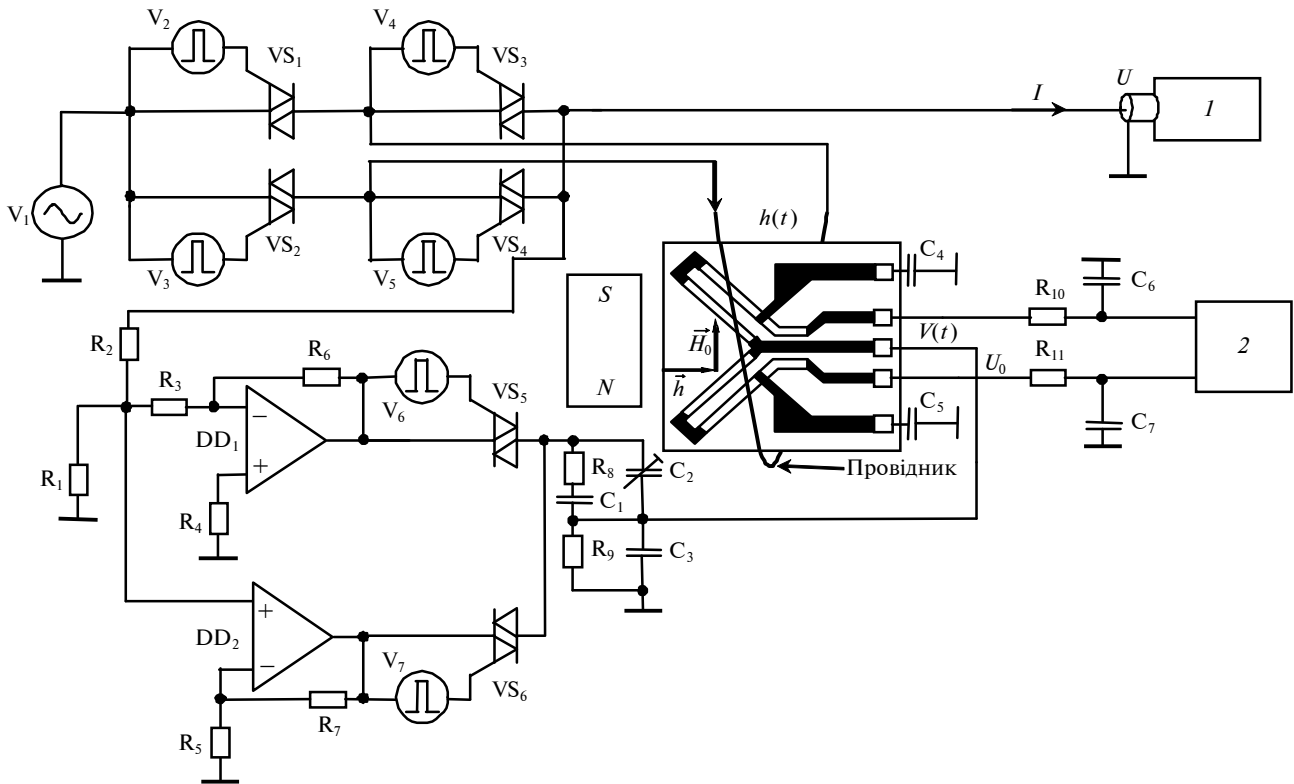 V₂
V₄
VS₁
VS₃
I
U
1
V₁
V₃
VS₂
V₅
VS₄
h(t)
S
N
H₀
h
C₄
V(t)
U₀
C₅
R₁₀
C₆
R₁₁
C₇
2
Провідник
R₂
R₃
R₆
V₆
VS₅
DD₁
−
+
R₁
R₄
R₈
C₁
C₂
R₉
C₃
DD₂
+
−
V₇
VS₆
R₇
R₅